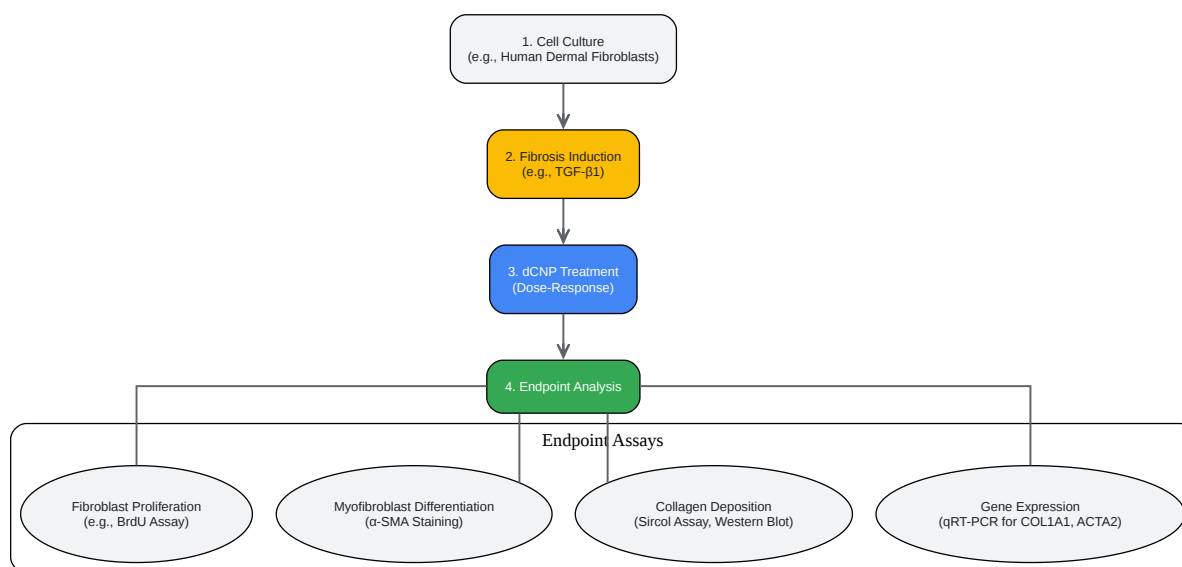 1. Cell Culture
(e.g., Human Dermal Fibroblasts)
2. Fibrosis Induction
(e.g., TGF-β1)
3. dCNP Treatment
(Dose-Response)
4. Endpoint Analysis
Endpoint Assays
Fibroblast Proliferation
(e.g., BrdU Assay)
Myofibroblast Differentiation
(α-SMA Staining)
Collagen Deposition
(Sircol Assay, Western Blot)
Gene Expression
(qRT-PCR for COL1A1, ACTA2)